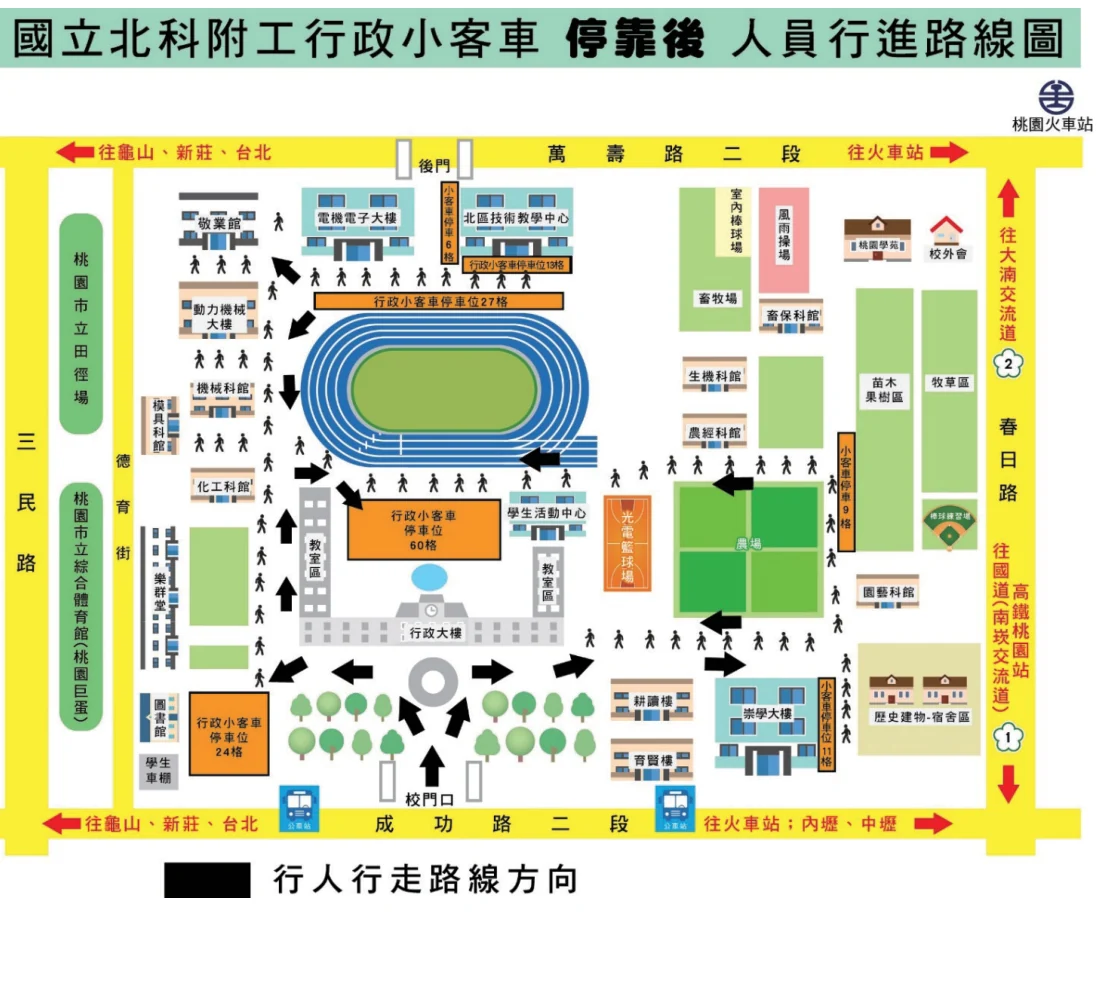 國立北科附工行政小客車 停靠後 人員行進路線圖
桃園火車站
往龜山、新莊、台北
後門
萬壽路二段
往火車站
敬業館
電機電子大樓
小客車停車6格
北區技術教學中心
行政小客車停車位13格
室內棒球場
風雨操場
桃園學苑
校外會
往大湳交流道
2
桃園市立田徑場
動力機械
大樓
行政小客車停車位27格
畜牧場
畜保科館
機械科館
模具科館
生機科館
苗木
果樹區
牧草區
農經科館
三民路
德育街
春日路
化工科館
小客車停車9格
行政小客車
停車位
60格
學生活動中心
光電籃球場
農場
棒球練習場
教室區
教室區
桃園市立綜合體育館(桃園巨蛋)
樂群堂
園藝科館
往國道(南崁交流道)
高鐵桃園站
行政大樓
1
圖書館
行政小客車
停車位
24格
耕讀樓
崇學大樓
小客車停車位11格
歷史建物-宿舍區
育賢樓
學生
車棚
校門口
公車站
公車站
往龜山、新莊、台北
成功路二段
往火車站；內壢、中壢
行人行走路線方向